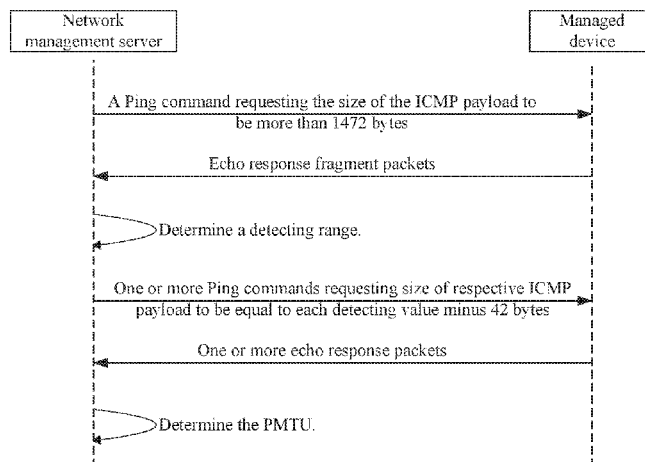 Network
management server
Managed
device
A Ping command requesting the size of the ICMP payload to
be more than 1472 bytes
Echo response fragment packets
Determine a detecting range.
One or more Ping commands requesting size of respective ICMP
payload to be equal to each detecting value minus 42 bytes
One or more echo response packets
Determine the PMTU.